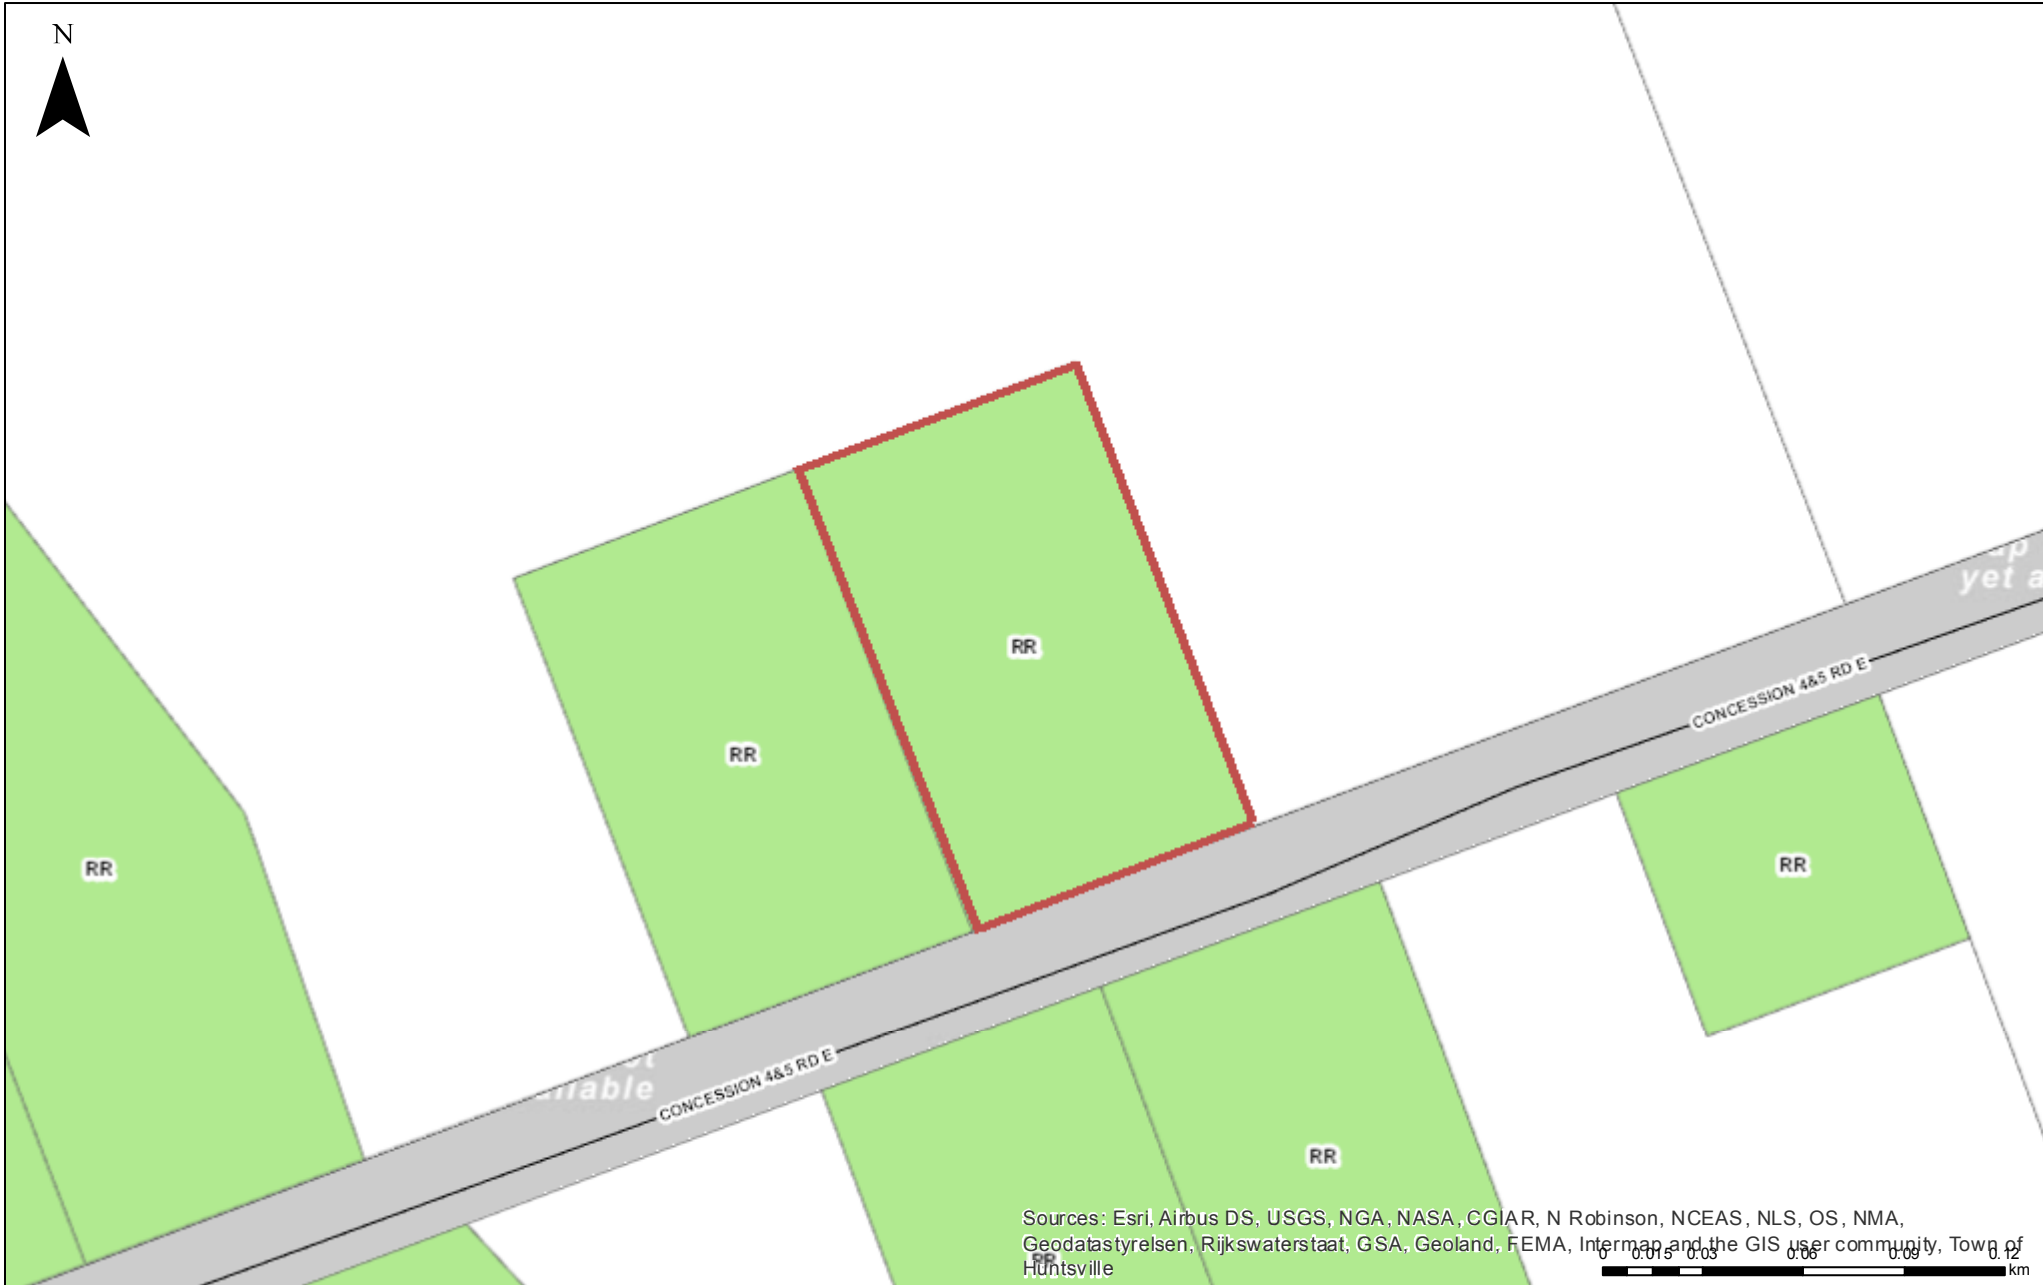 N
yet a
RR
CONCESSION 4&5 RD E
RR
RR
RR
CONCESSION 4&5 RD E
RR
Sources: Esri, Airbus DS, USGS, NGA, NASA, CGIAR, N Robinson, NCEAS, NLS, OS, NMA,
Geodatastyrelsen, Rijkswaterstaat, GSA, Geoland, FEMA, Intermap and the GIS user community, Town of
Huntsville
RR
0 0.015 0.03 0.06 0.09 0.12
km